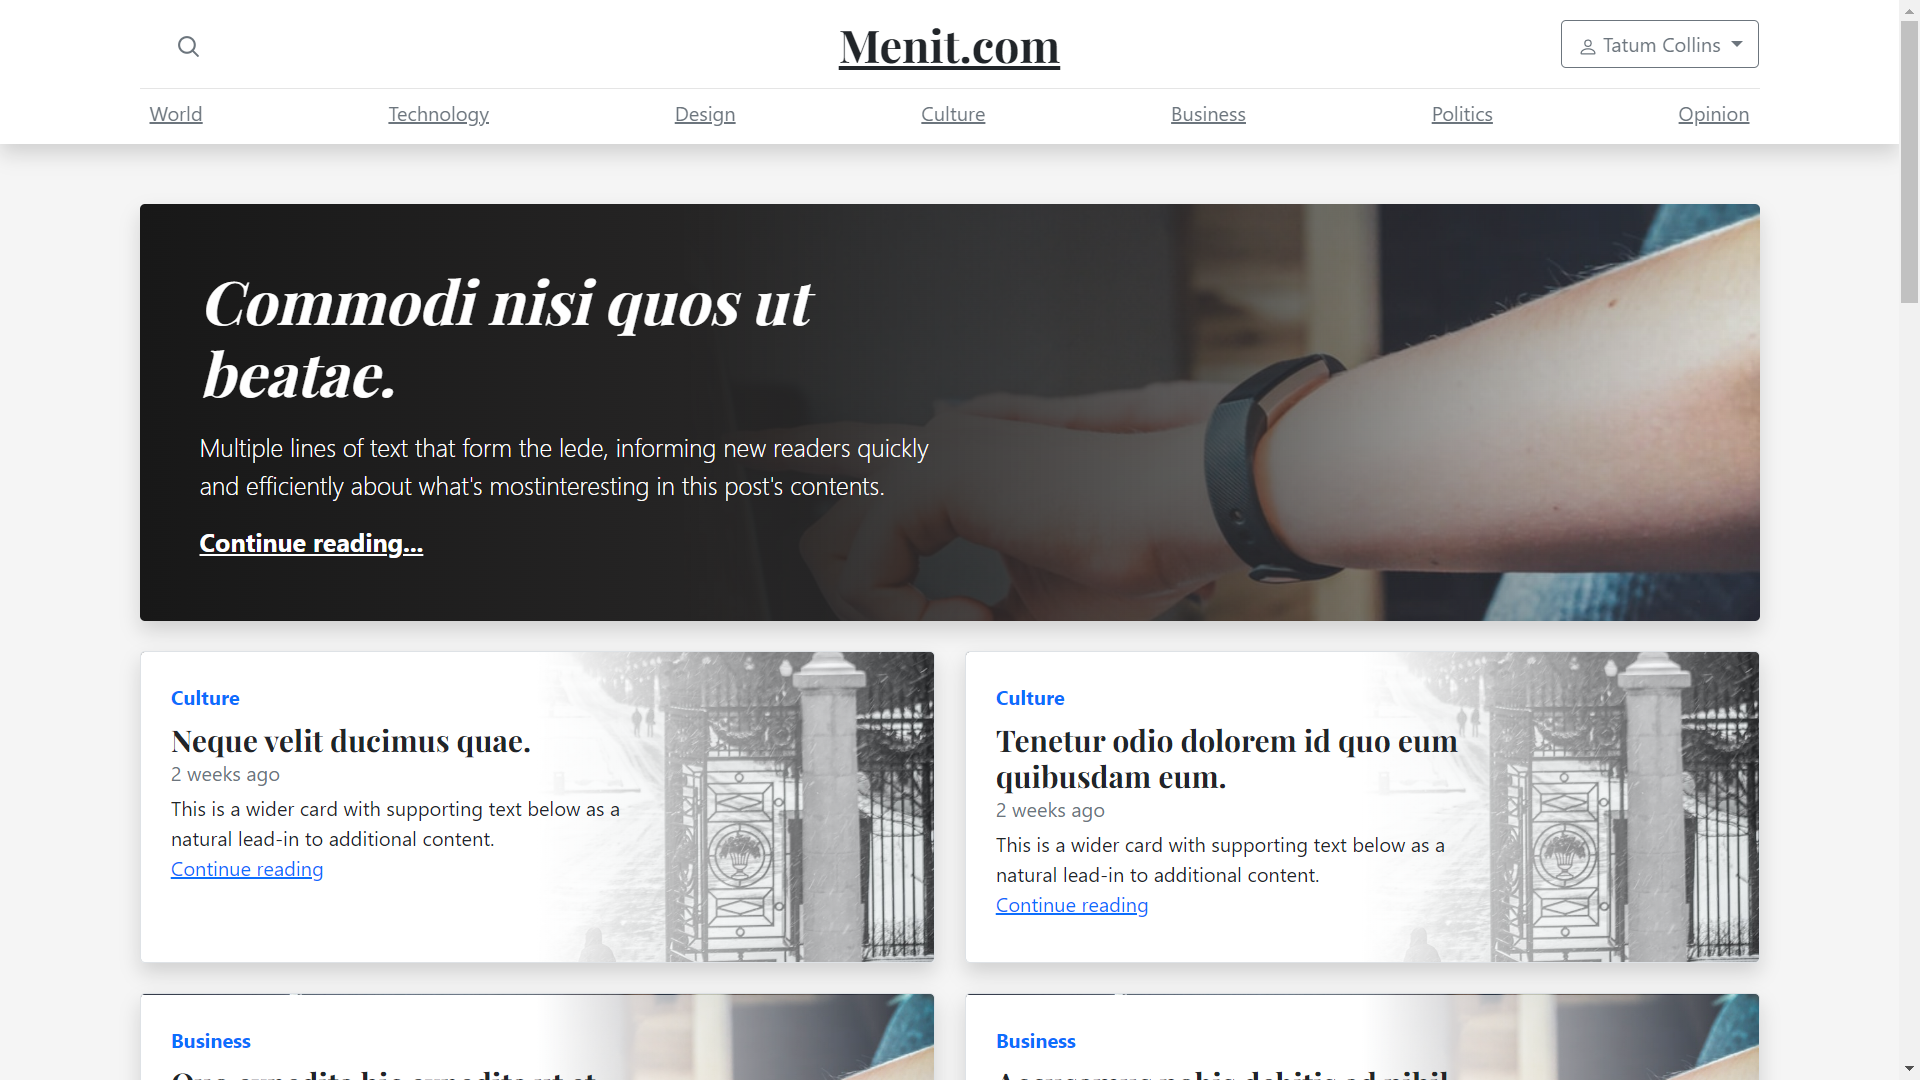 Menit.com
Tatum Collins
World
Technology
Design
Culture
Business
Politics
Opinion
Commodi nisi quos ut
beatae.
Multiple lines of text that form the lede, informing new readers quickly
and efficiently about what's mostinteresting in this post's contents.
Continue reading...
Culture
Neque velit ducimus quae.
2 weeks ago
This is a wider card with supporting text below as a
natural lead-in to additional content.
Continue reading
Culture
Tenetur odio dolorem id quo eum
quibusdam eum.
2 weeks ago
This is a wider card with supporting text below as a
natural lead-in to additional content.
Continue reading
Business
Business